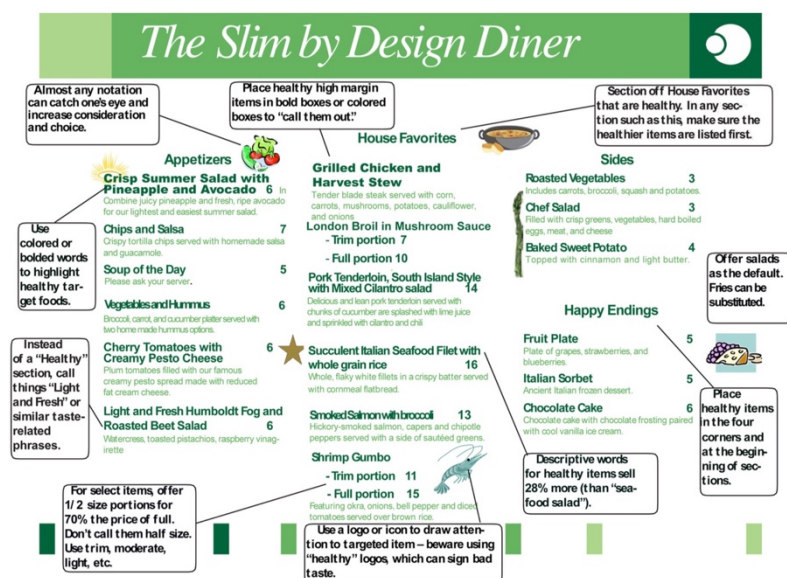 The Slim by Design Diner
Almost any notation
can catch one's eye and
increase consideration
and choice.
Place healthy high margin
items in bold boxes or colored
boxes to “call them out.”
Section off House Favorites
that are healthy. In any sec-
tion such as this, make sure the
healthier items are listed first.
Appetizers
Crisp Summer Salad with
Pineapple and Avocado 6 In
Combine juicy pineapple and fresh, ripe avocado
for our lightest and easiest summer salad.
Chips and Salsa 7
Crispy tortilla chips served with homemade salsa
and guacamole.
Soup of the Day 5
Please ask your server.
Vegetables and Hummus 6
Broccoli, carrot, and cucumber platter served with
two home made hummus options.
Cherry Tomatoes with 6
Creamy Pesto Cheese
Plum tomatoes filled with our famous
creamy pesto spread made with reduced
fat cream cheese.
Light and Fresh Humboldt Fog and
Roasted Beet Salad 6
Watercress, toasted pistachios, raspberry vinag-
irette
Use
colored or
bolded words
to highlight
healthy tar-
get foods.
Instead
of a “Healthy”
section, call
things “Light
and Fresh” or
similar taste-
related
phrases.
House Favorites
Grilled Chicken and
Harvest Stew
Tender blade steak served with corn,
carrots, mushrooms, potatoes, cauliflower,
and onions
London Broil in Mushroom Sauce
- Trim portion 7
- Full portion 10
Pork Tenderloin, South Island Style
with Mixed Cilantro salad 14
Delicious and lean pork tenderloin served with
chunks of cucumber are splashed with lime juice
and sprinkled with cilantro and chili
Succulent Italian Seafood Filet with
whole grain rice 16
Whole, flaky white fillets in a crispy batter served
with cornmeal flatbread.
Smoked Salmon with broccoli 13
Hickory-smoked salmon, capers and chipotle
peppers served with a side of sautéed greens.
Shrimp Gumbo
- Trim portion 11
- Full portion 15
Featuring okra, onions, bell pepper and diced
tomatoes served over brown rice.
Sides
Roasted Vegetables 3
Includes carrots, broccoli, squash and potatoes.
Chef Salad 3
Filled with crisp greens, vegetables, hard boiled
eggs, meat, and cheese
Baked Sweet Potato 4
Topped with cinnamon and light butter.
Offer salads
as the default.
Fries can be
substituted.
Happy Endings
Fruit Plate 5
Plate of grapes, strawberries, and
blueberries.
Italian Sorbet 5
Ancient Italian frozen dessert.
Chocolate Cake 6
Chocolate cake with chocolate frosting paired
with cool vanilla ice cream.
Place
healthy items
in the four
corners and
at the begin-
ning of sec-
tions.
Descriptive words
for healthy items sell
28% more (than “sea-
food salad”).
For select items, offer
1/ 2 size portions for
70% the price of full.
Don't call them half size.
Use trim, moderate,
light, etc.
Use a logo or icon to draw atten-
tion to targeted item – beware using
“healthy” logos, which can sign bad
taste.